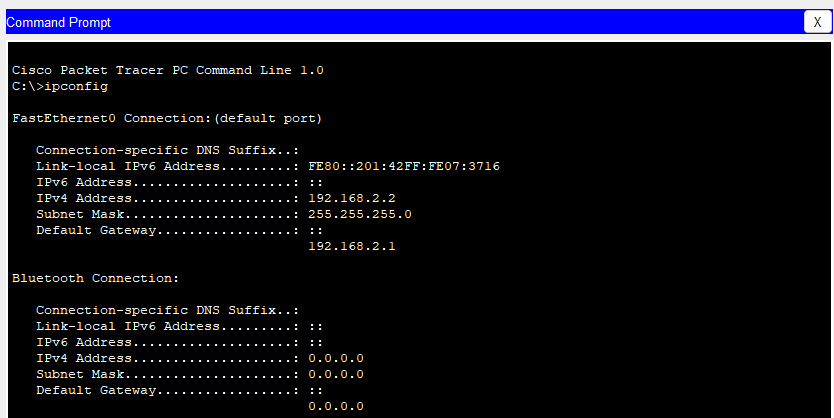 Command Prompt
X
Cisco Packet Tracer PC Command Line 1.0
C:\>ipconfig
FastEthernet0 Connection:(default port)
Connection-specific DNS Suffix..:
Link-local IPv6 Address.........: FE80::201:42FF:FE07:3716
IPv6 Address....................: ::
IPv4 Address....................: 192.168.2.2
Subnet Mask.....................: 255.255.255.0
Default Gateway.................: ::
192.168.2.1
Bluetooth Connection:
Connection-specific DNS Suffix..:
Link-local IPv6 Address.........: ::
IPv6 Address....................: ::
IPv4 Address....................: 0.0.0.0
Subnet Mask.....................: 0.0.0.0
Default Gateway.................: ::
0.0.0.0